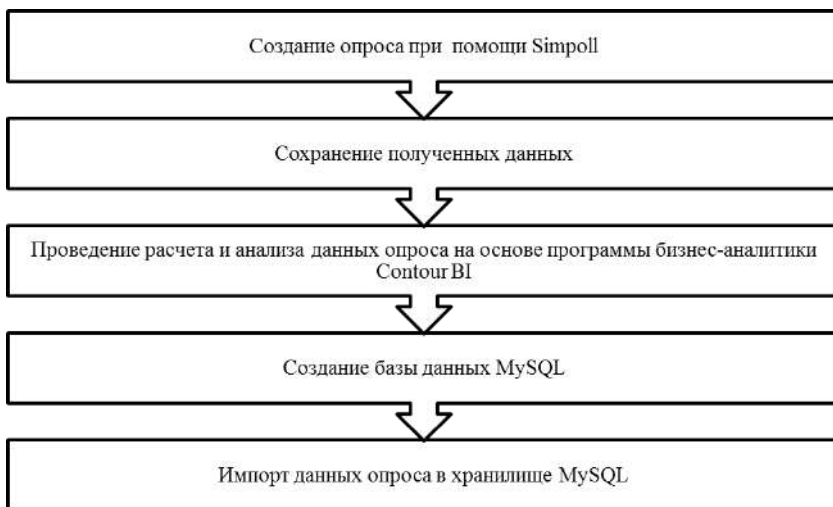 Создание опроса при помощи Simpoll
Сохранение полученных данных
Проведение расчета и анализа данных опроса на основе программы бизнес-аналитики
Contour BI
Создание базы данных MySQL
Импорт данных опроса в хранилище MySQL